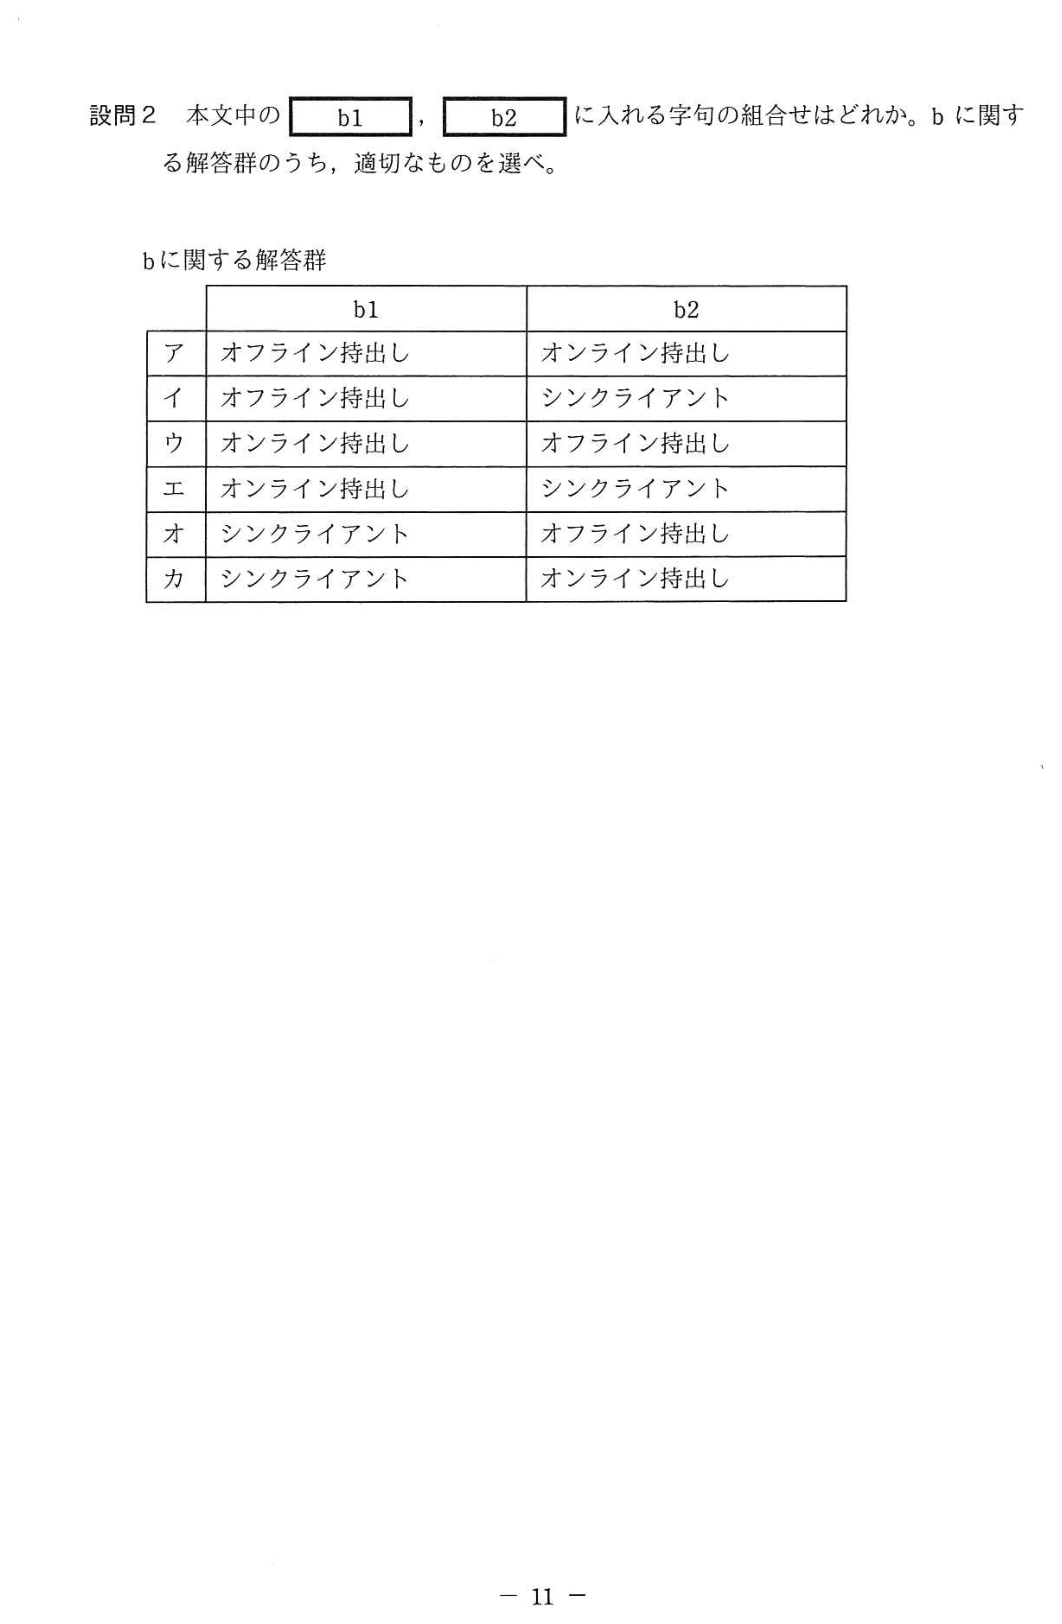 設問2 本文中の b1 , b2 に入れる字句の組合せはどれか。b に関す
る解答群のうち，適切なものを選べ。
bに関する解答群
b1 b2
ア オフライン持出し オンライン持出し
イ オフライン持出し シンクライアント
ウ オンライン持出し オフライン持出し
エ オンライン持出し シンクライアント
オ シンクライアント オフライン持出し
カ シンクライアント オンライン持出し
－ 11 －